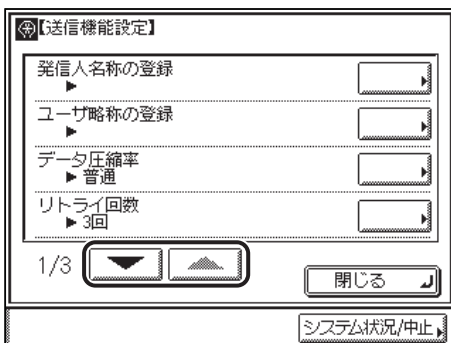 【送信機能設定】
発信人名称の登録
▶
ユーザ略称の登録
▶
データ圧縮率
▶ 普通
リトライ回数
▶ 3回
1/3
閉じる
システム状況/中止